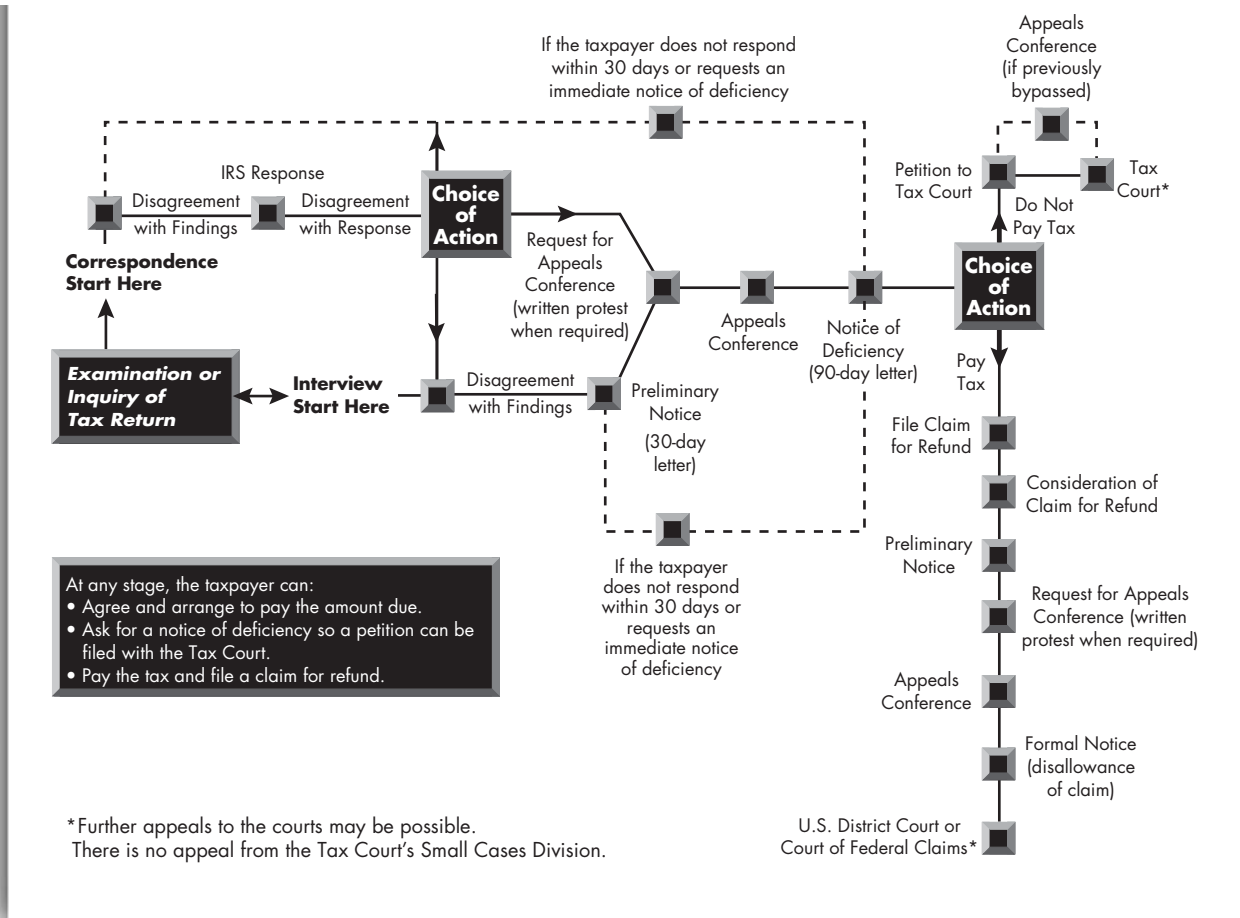 If the taxpayer does not respond
within 30 days or requests an
immediate notice of deficiency
Appeals
Conference
(if previously
bypassed)
IRS Response
Disagreement
with Findings
Disagreement
with Response
Choice
of
Action
Correspondence
Start Here
Request for
Appeals
Conference
(written protest
when required)
Examination or
Inquiry of
Tax Return
Interview
Start Here
Disagreement
with Findings
Preliminary
Notice
(30-day
letter)
Appeals
Conference
Notice of
Deficiency
(90-day letter)
If the taxpayer
does not respond
within 30 days or
requests an
immediate notice
of deficiency
Petition to
Tax Court
Tax
Court*
Do Not
Pay Tax
Choice
of
Action
Pay
Tax
File Claim
for Refund
Consideration of
Claim for Refund
Preliminary
Notice
Request for Appeals
Conference (written
protest when required)
Appeals
Conference
Formal Notice
(disallowance
of claim)
U.S. District Court or
Court of Federal Claims*
At any stage, the taxpayer can:
• Agree and arrange to pay the amount due.
• Ask for a notice of deficiency so a petition can be
filed with the Tax Court.
• Pay the tax and file a claim for refund.
*Further appeals to the courts may be possible.
There is no appeal from the Tax Court's Small Cases Division.